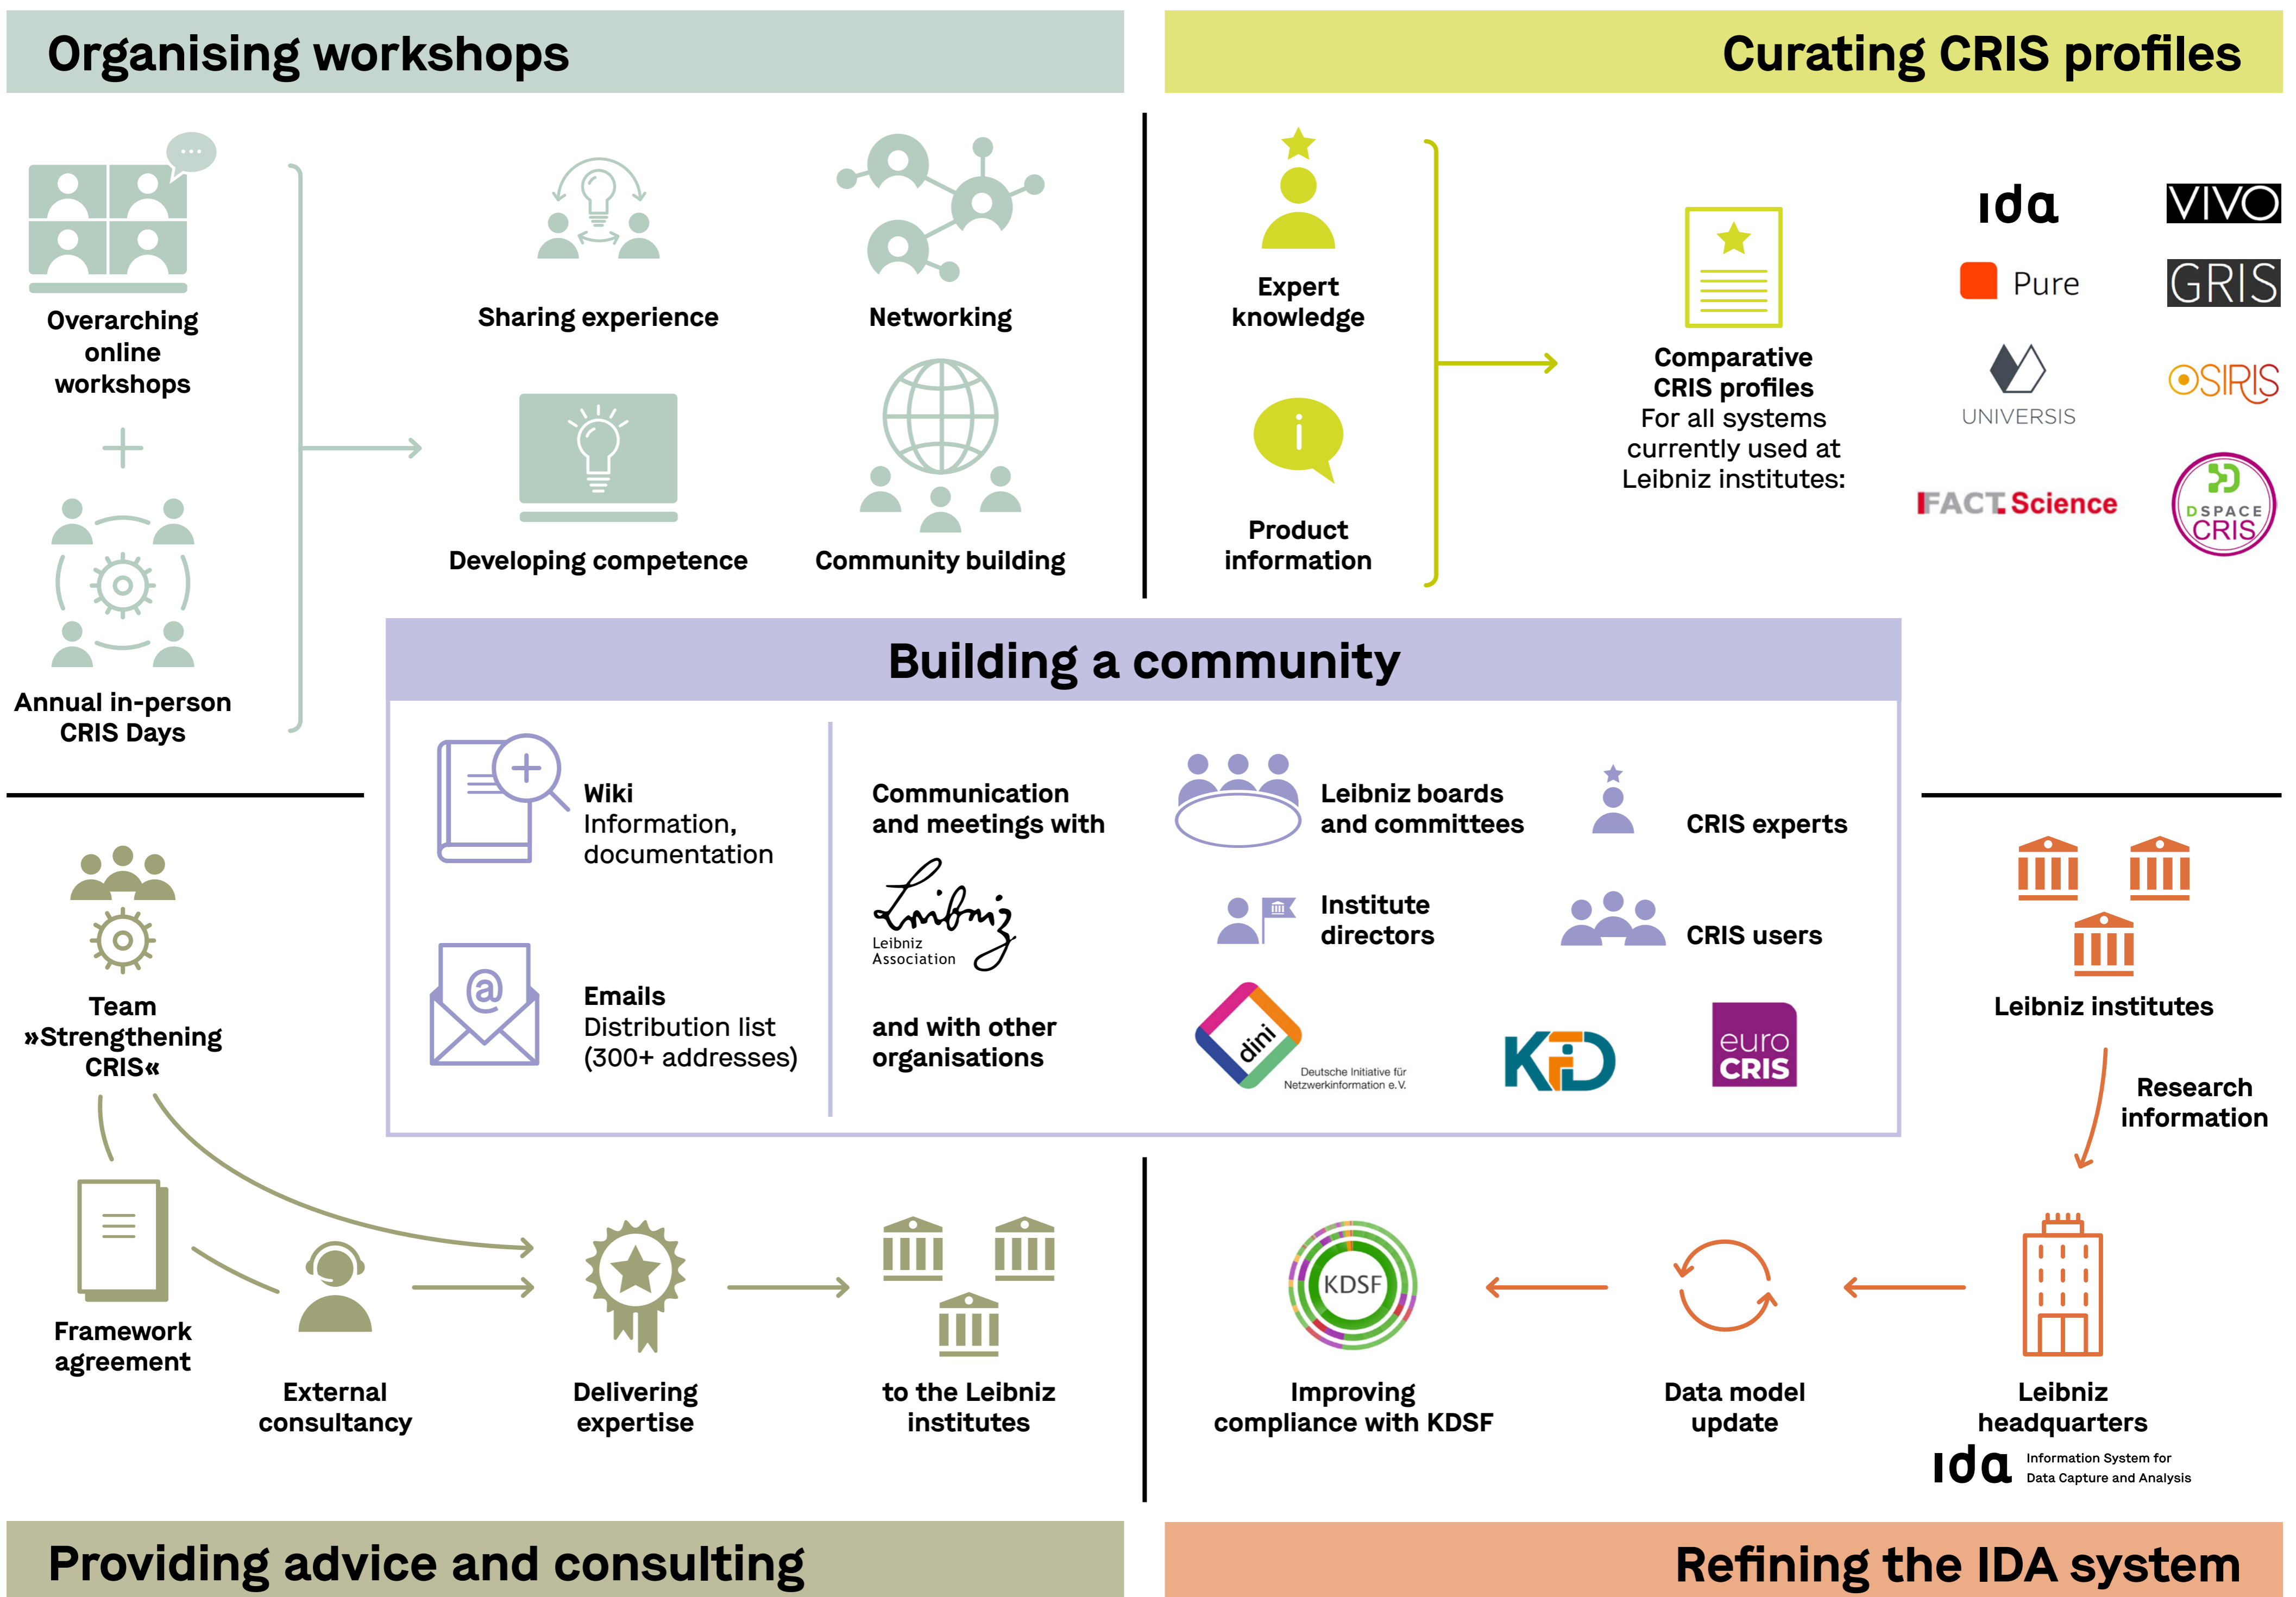 Organising workshops
Overarching
online
workshops
Annual in-person
CRIS Days
Sharing experience
Networking
Developing competence
Community building
Curating CRIS profiles
Expert
knowledge
Product
information
Comparative
CRIS profiles
For all systems
currently used at
Leibniz institutes:
ıda
VIVO
Pure
GRIS
UNIVERSIS
OSIRIS
FACT Science
DSPACE
CRIS
Building a community
Wiki
Information,
documentation
Emails
Distribution list
(300+ addresses)
Communication
and meetings with
Leibniz
Leibniz
Association
and with other
organisations
Leibniz boards
and committees
CRIS experts
Institute
directors
CRIS users
dini
Deutsche Initiative für
Netzwerkinformation e.V.
KFiD
euro
CRIS
Team
»Strengthening
CRIS«
Framework
agreement
External
consultancy
Delivering
expertise
to the Leibniz
institutes
Providing advice and consulting
Leibniz institutes
Research
information
Leibniz
headquarters
ıda
Information System for
Data Capture and Analysis
Data model
update
KDSF
Improving
compliance with KDSF
Refining the IDA system